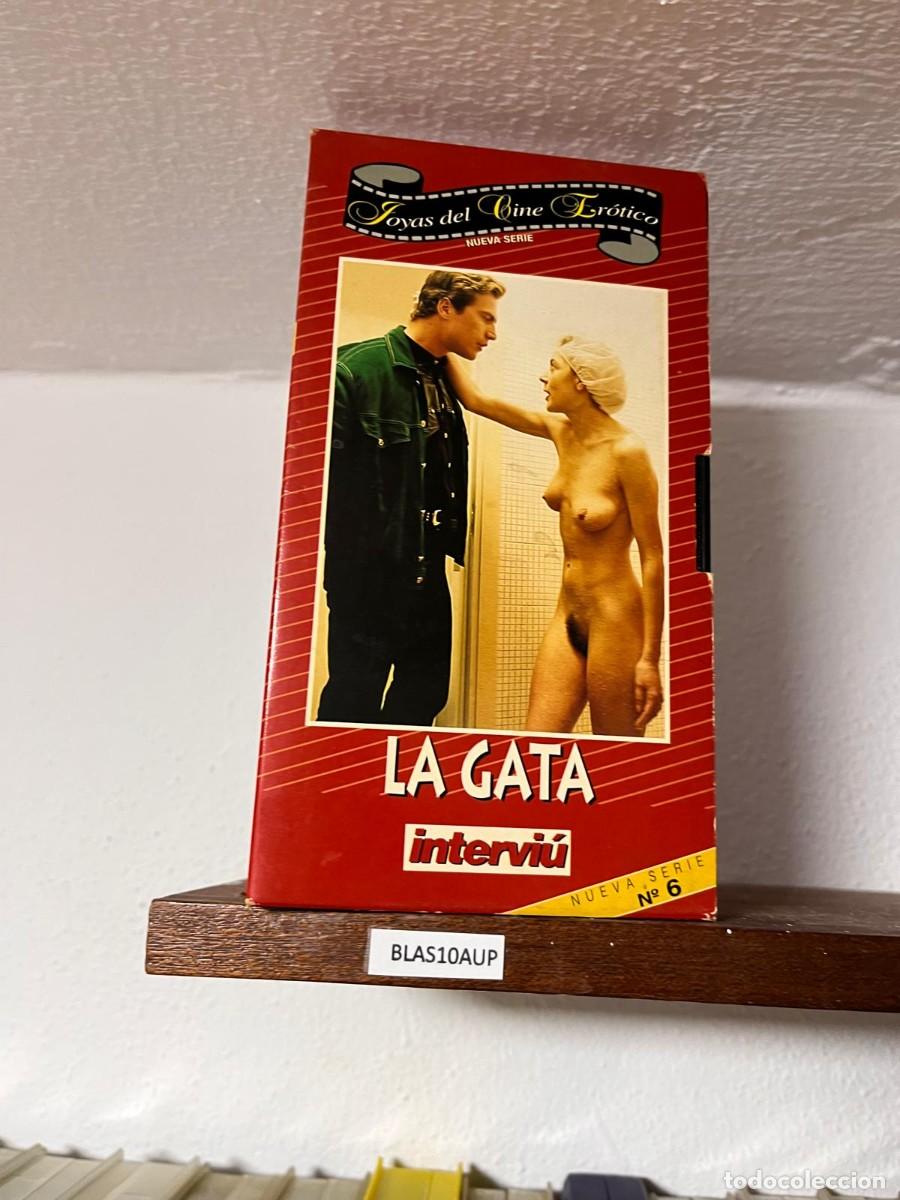 Joyas del Cine Erótico
NUEVA SERIE
LA GATA
interviú
NUEVA SERIE
Nº 6
BLAS10AUP
todocoleccion